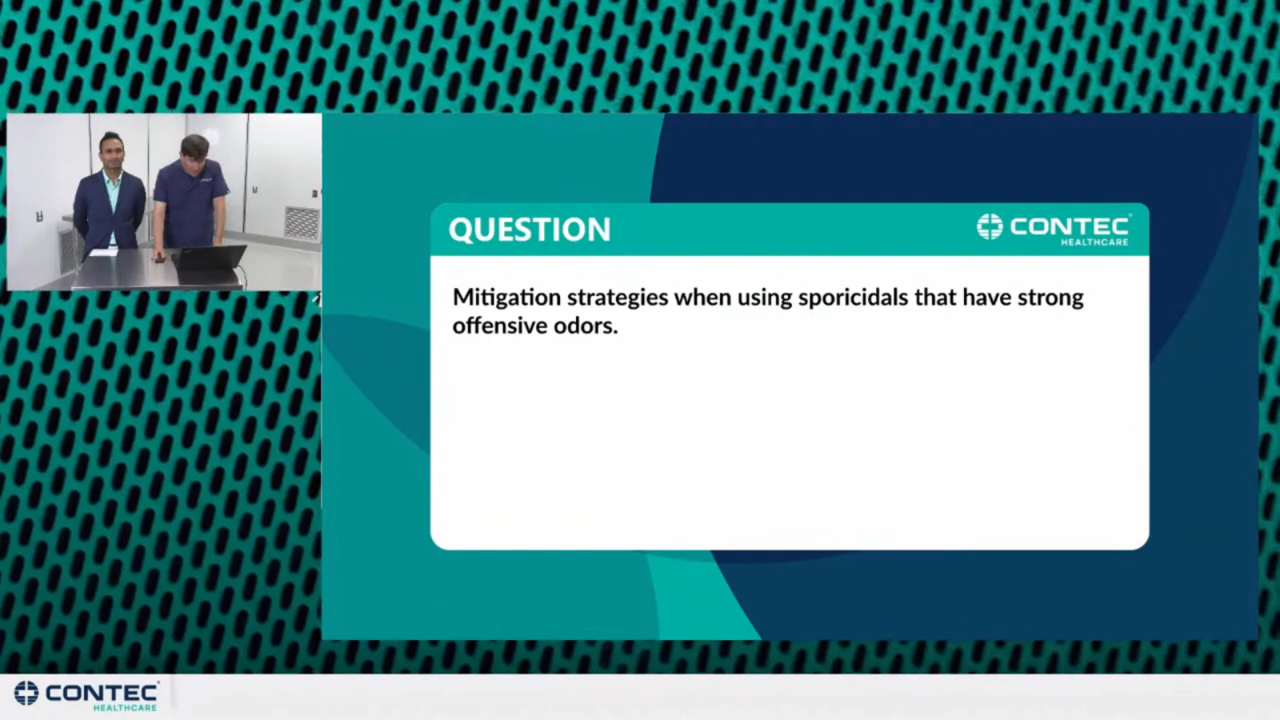 QUESTION
CONTEC
HEALTHCARE
Mitigation strategies when using sporicidals that have strong
offensive odors.
CONTEC
HEALTHCARE